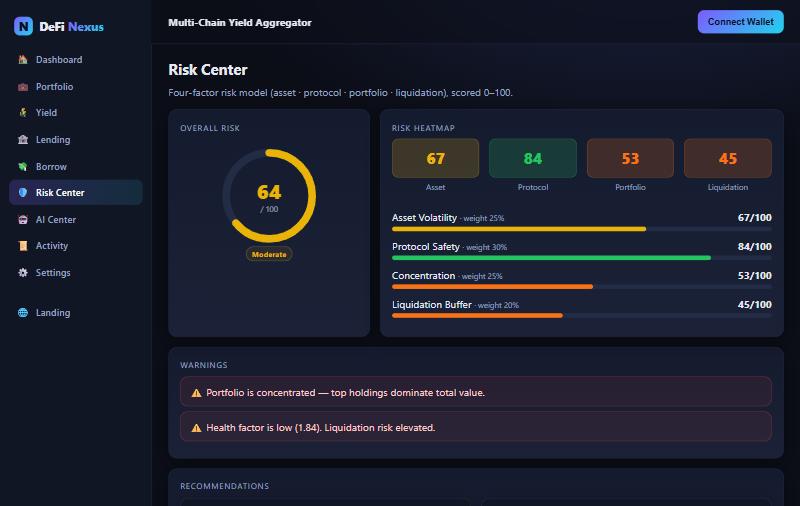 N DeFi Nexus
Multi-Chain Yield Aggregator
Connect Wallet
Dashboard
Portfolio
Yield
Lending
Borrow
Risk Center
AI Center
Activity
Settings
Landing
Risk Center
Four-factor risk model (asset · protocol · portfolio · liquidation), scored 0–100.
OVERALL RISK
64
/ 100
Moderate
RISK HEATMAP
67 84 53 45
Asset Protocol Portfolio Liquidation
Asset Volatility · weight 25% 67/100
Protocol Safety · weight 30% 84/100
Concentration · weight 25% 53/100
Liquidation Buffer · weight 20% 45/100
WARNINGS
Portfolio is concentrated — top holdings dominate total value.
Health factor is low (1.84). Liquidation risk elevated.
RECOMMENDATIONS